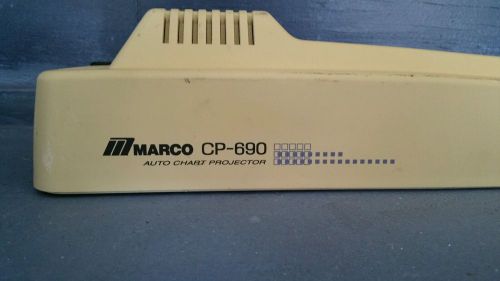 MARCO CP-690
AUTO CHART PROJECTOR